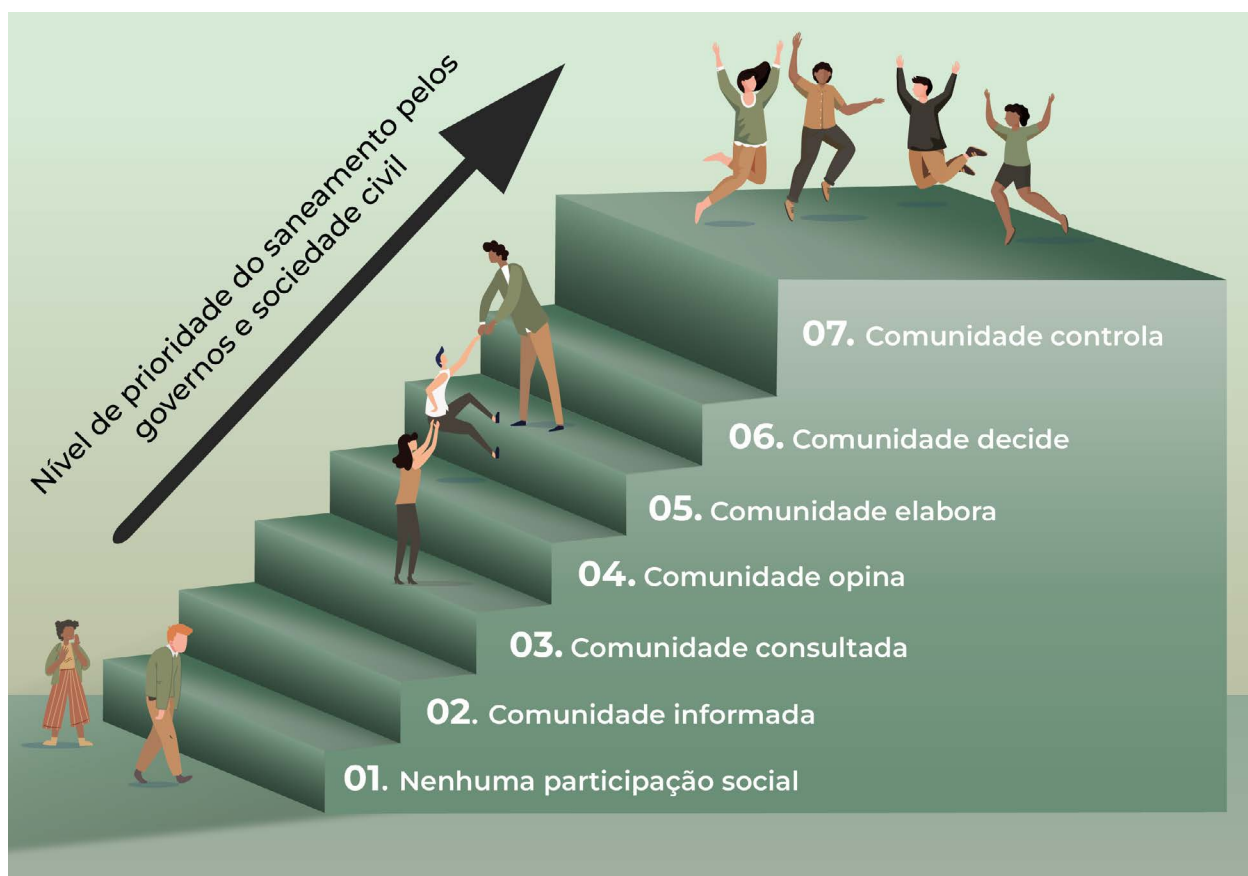 Nível de prioridade do saneamento pelos
governos e sociedade civil
07. Comunidade controla
06. Comunidade decide
05. Comunidade elabora
04. Comunidade opina
03. Comunidade consultada
02. Comunidade informada
01. Nenhuma participação social